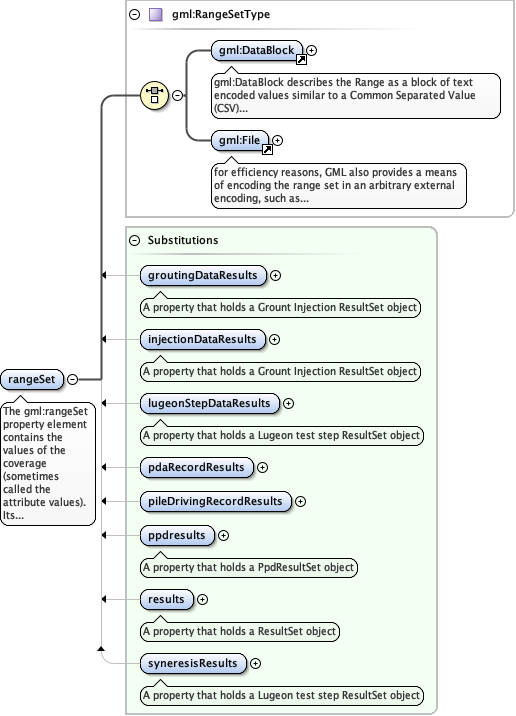 gml:RangeSetType
gml:DataBlock
gml:DataBlock describes the Range as a block of text
encoded values similar to a Common Separated Value
(CSV)...
gml:File
for efficiency reasons, GML also provides a means
of encoding the range set in an arbitrary external
encoding, such as...
Substitutions
groutingDataResults
A property that holds a Grount Injection ResultSet object
injectionDataResults
A property that holds a Grount Injection ResultSet object
rangeSet
The gml:rangeSet
property element
contains the
values of the
coverage
(sometimes
called the
attribute values).
Its...
lugeonStepDataResults
A property that holds a Lugeon test step ResultSet object
pdaRecordResults
pileDrivingRecordResults
ppdresults
A property that holds a PpdResultSet object
results
A property that holds a ResultSet object
syneresisResults
A property that holds a Lugeon test step ResultSet object